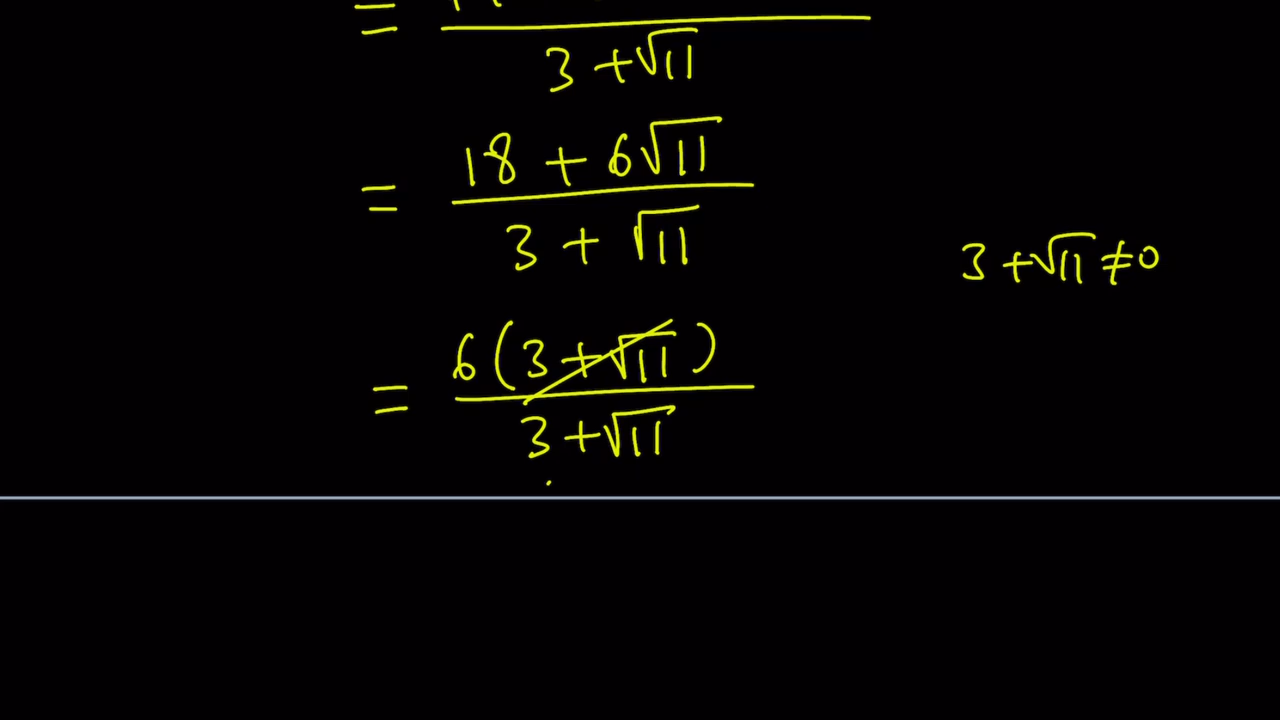 =
3 + √11
= 18 + 6√11
3 + √11
3 + √11 ≠ 0
= 6 ( 3 + √11 )
3 + √11